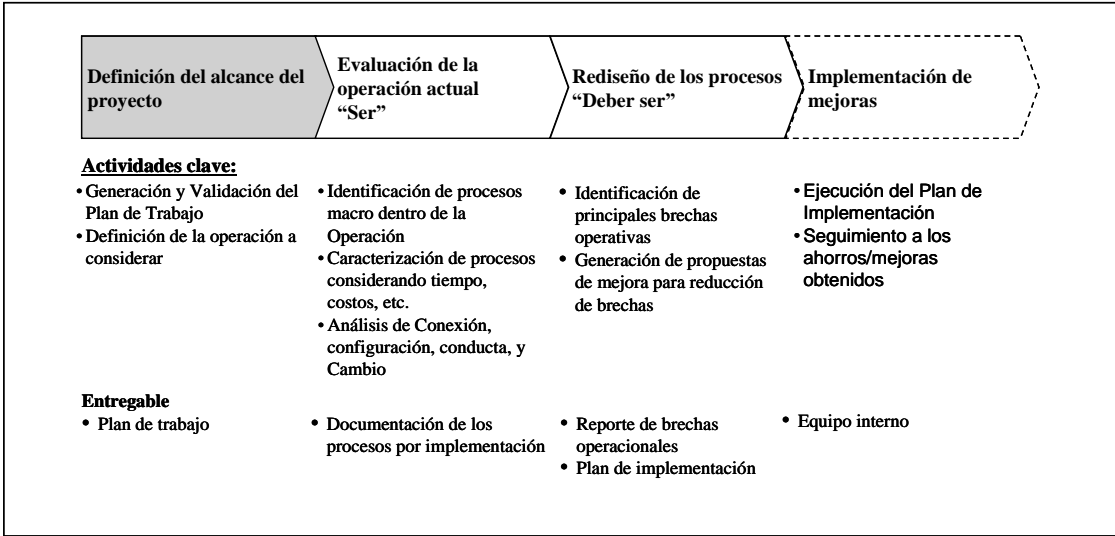 Definición del alcance del
proyecto
Evaluación de la
operación actual
“Ser”
Rediseño de los procesos
“Deber ser”
Implementación de
mejoras
Actividades clave:
• Generación y Validación del
Plan de Trabajo
• Definición de la operación a
considerar
• Identificación de procesos
macro dentro de la
Operación
• Caracterización de procesos
considerando tiempo,
costos, etc.
• Análisis de Conexión,
configuración, conducta, y
Cambio
• Identificación de
principales brechas
operativas
• Generación de propuestas
de mejora para reducción
de brechas
• Ejecución del Plan de
Implementación
• Seguimiento a los
ahorros/mejoras
obtenidos
Entregable
• Plan de trabajo
• Documentación de los
procesos por implementación
• Reporte de brechas
operacionales
• Plan de implementación
• Equipo interno